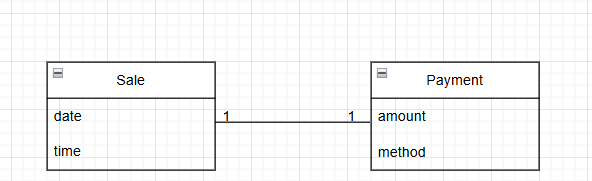 Sale
date
time
1
1
Payment
amount
method